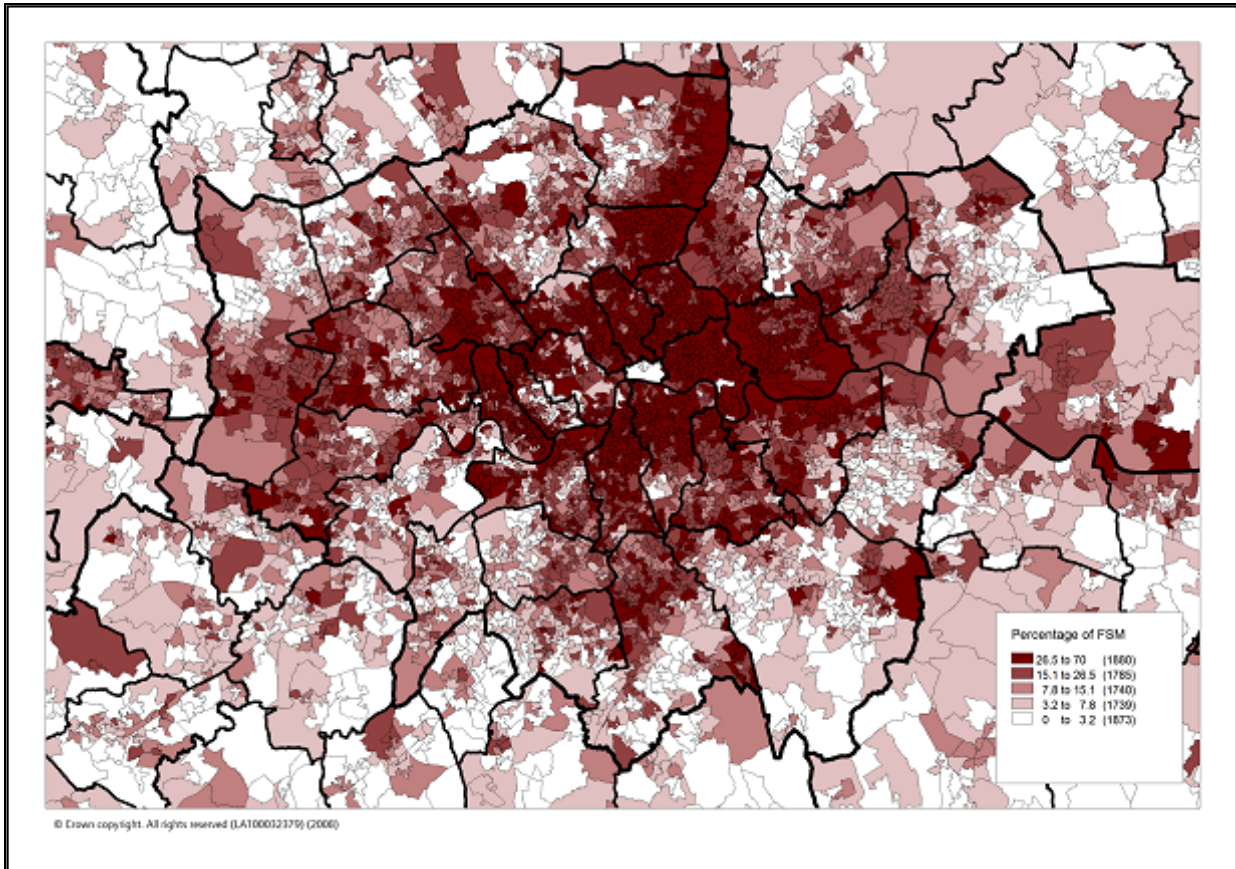 Percentage of FSM
26.5 to 70 (1880)
15.1 to 26.5 (1785)
7.8 to 15.1 (1740)
3.2 to 7.8 (1739)
0 to 3.2 (1873)
© Crown copyright. All rights reserved (LA100032379) (2008)